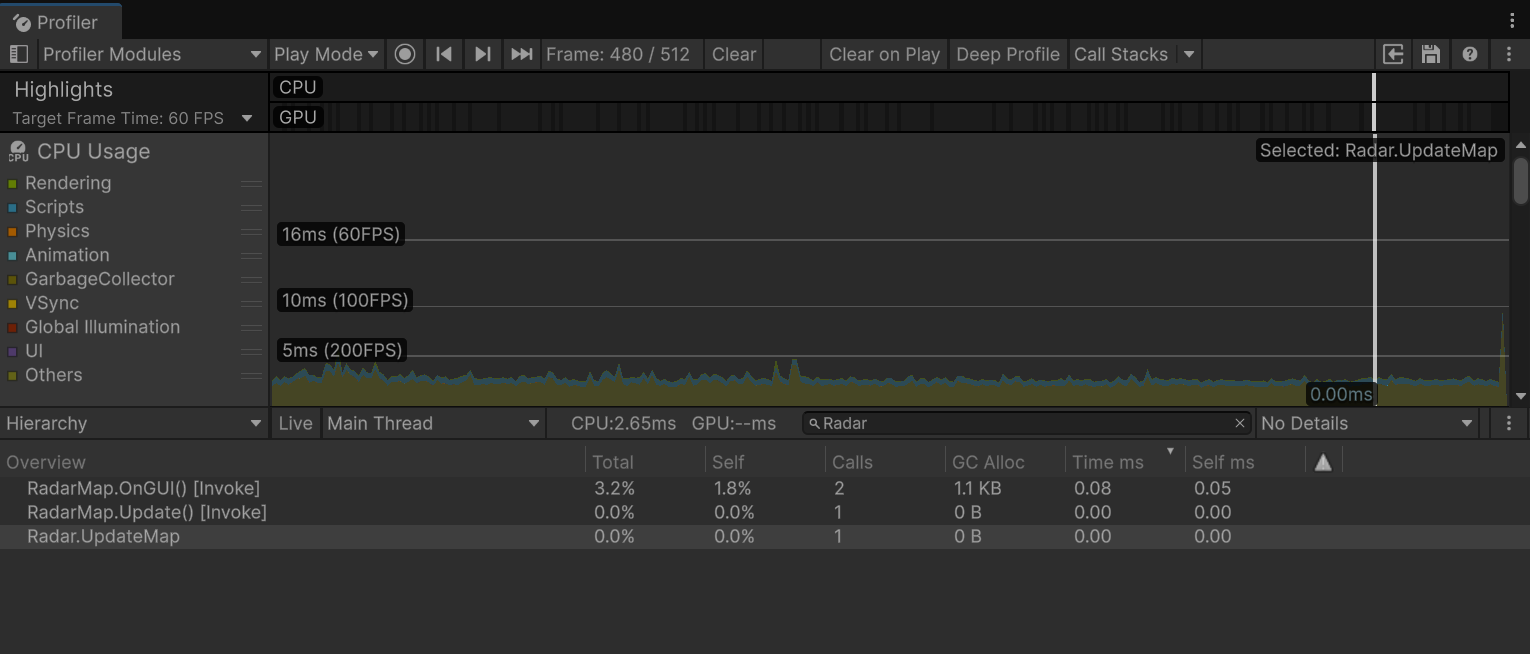 Profiler
Profiler Modules Play Mode Frame: 480 / 512 Clear Clear on Play Deep Profile Call Stacks
Highlights
Target Frame Time: 60 FPS
CPU
GPU
CPU Usage
CPU
Selected: Radar.UpdateMap
Rendering
Scripts
Physics
Animation
GarbageCollector
VSync
Global Illumination
UI
Others
16ms (60FPS)
10ms (100FPS)
5ms (200FPS)
0.00ms
Hierarchy Live Main Thread CPU:2.65ms GPU:--ms Radar No Details
Overview Total Self Calls GC Alloc Time ms Self ms
RadarMap.OnGUI() [Invoke] 3.2% 1.8% 2 1.1 KB 0.08 0.05
RadarMap.Update() [Invoke] 0.0% 0.0% 1 0 B 0.00 0.00
Radar.UpdateMap 0.0% 0.0% 1 0 B 0.00 0.00